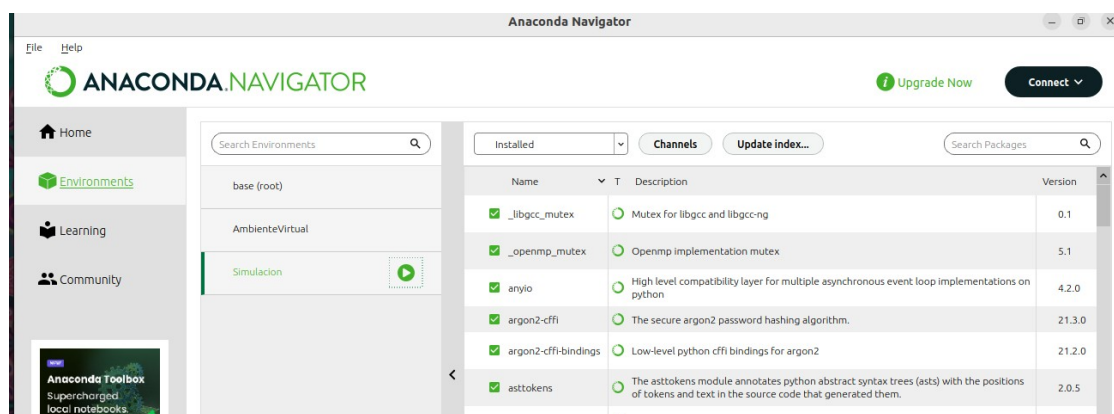 Anaconda Navigator
File Help
ANACONDA.NAVIGATOR
i Upgrade Now
Connect
Home
Environments
Learning
Community
NEW
Anaconda Toolbox
Supercharged
local notebooks.
Search Environments
base (root)
AmbienteVirtual
Simulacion
Installed
Channels
Update index...
Search Packages
Name T Description Version
_libgcc_mutex Mutex for libgcc and libgcc-ng 0.1
_openmp_mutex Openmp implementation mutex 5.1
anyio High level compatibility layer for multiple asynchronous event loop implementations on
python 4.2.0
argon2-cffi The secure argon2 password hashing algorithm. 21.3.0
argon2-cffi-bindings Low-level python cffi bindings for argon2 21.2.0
asttokens The asttokens module annotates python abstract syntax trees (asts) with the positions
of tokens and text in the source code that generated them. 2.0.5